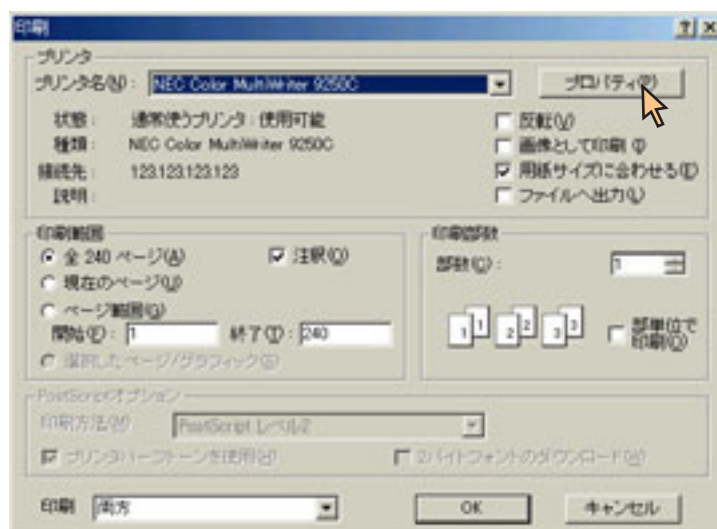 印刷
プリンタ
プリンタ名(N): NEC Color MultiWriter 9250C プロパティ(P)
状態: 通常使うプリンタ:使用可能 反転(V)
種類: NEC Color MultiWriter 9250C 画像として印刷(I)
接続先: 123.123.123.123 用紙サイズに合わせる(E)
説明: ファイルへ出力(L)
印刷範囲 印刷部数
全 240 ページ(A) 注釈(O) 部数(C): 1
現在のページ(U)
ページ範囲(G)
開始(F): 1 終了(T): 240 1 1 2 2 3 3 部単位で印刷(O)
選択したページ/グラフィック(S)
PostScriptオプション
印刷方法(M) PostScript レベル2
プリンタハーフトーンを使用(H) 2バイトフォントのダウンロード(W)
印刷 両方 OK キャンセル